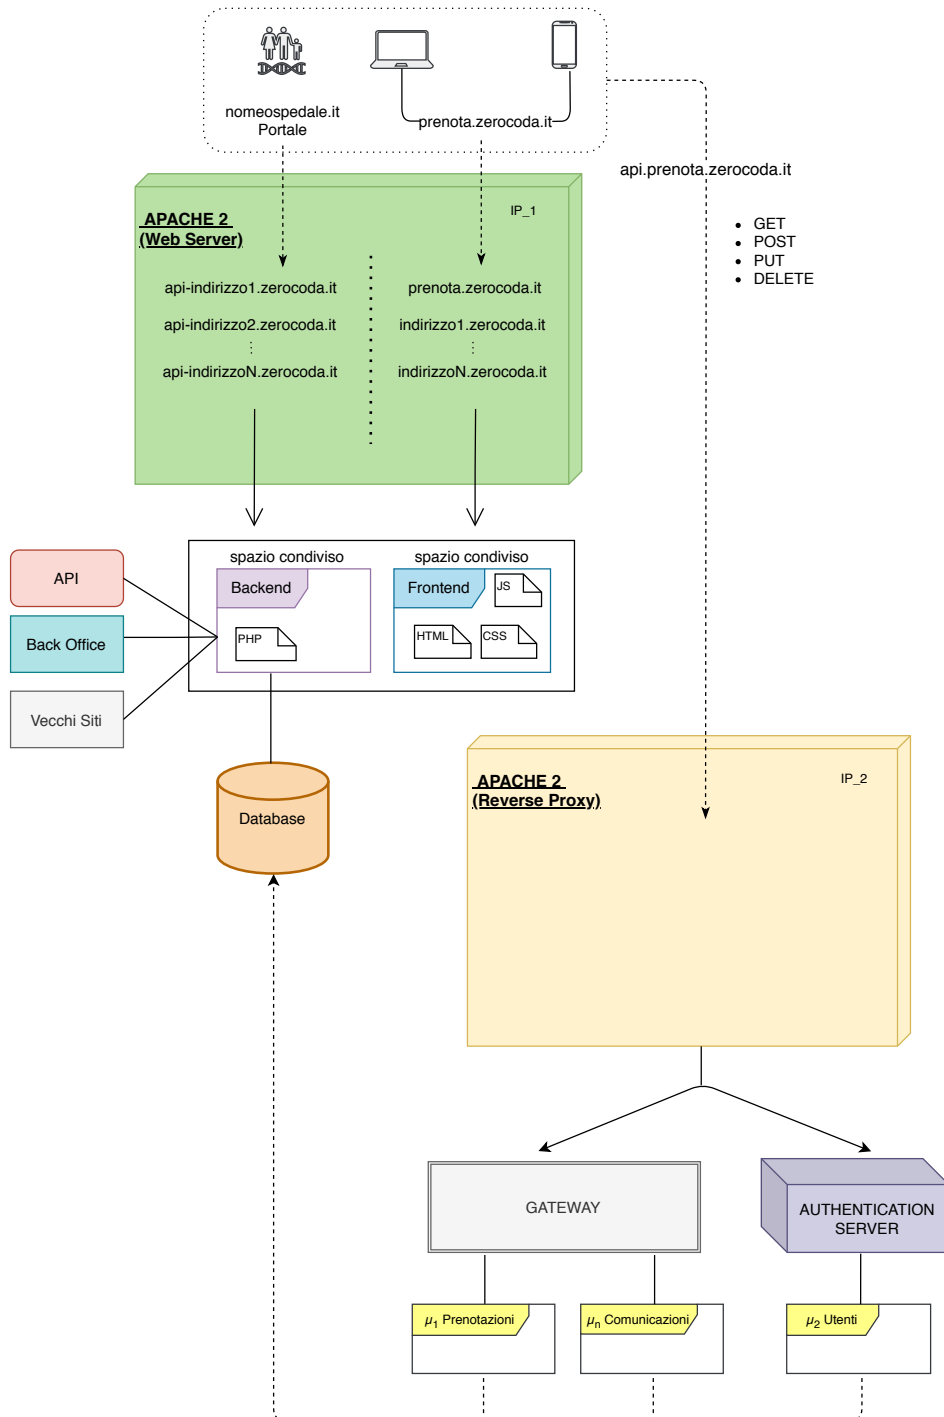 nomeospedale.it
Portale
prenota.zerocoda.it
api.prenota.zerocoda.it
GET
POST
PUT
DELETE
APACHE 2
(Web Server)
IP_1
api-indirizzo1.zerocoda.it
api-indirizzo2.zerocoda.it
api-indirizzoN.zerocoda.it
prenota.zerocoda.it
indirizzo1.zerocoda.it
indirizzoN.zerocoda.it
spazio condiviso
Backend
PHP
spazio condiviso
Frontend
JS
HTML
CSS
API
Back Office
Vecchi Siti
Database
APACHE 2
(Reverse Proxy)
IP_2
GATEWAY
AUTHENTICATION
SERVER
μ1 Prenotazioni
μn Comunicazioni
μ2 Utenti